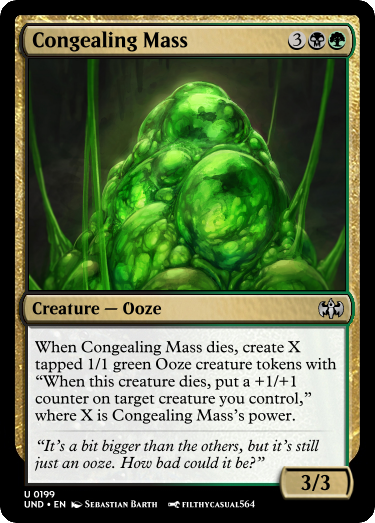 Congealing Mass 3
Creature — Ooze
When Congealing Mass dies, create X
tapped 1/1 green Ooze creature tokens with
“When this creature dies, put a +1/+1
counter on target creature you control,”
where X is Congealing Mass’s power.
“It’s a bit bigger than the others, but it’s still
just an ooze. How bad could it be?”
3/3
U 0199
UND • EN Sebastian Barth filthycasual564